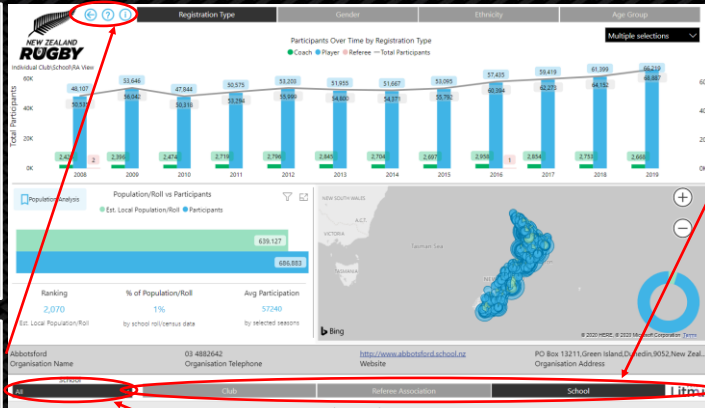 Registration Type
Gender
Ethnicity
Age Group
NEW ZEALAND
RUGBY
Individual Club\School\RA View
Participants Over Time by Registration Type
Multiple selections
Coach Player Referee Total Participants
Total Participants
60K
40K
20K
0K
48,107 53,646 47,844 50,575 53,203 51,955 51,667 53,095 57,435 59,419 61,399 66,219
50,531 56,042 50,318 53,294 55,999 54,800 54,371 55,792 60,394 62,273 64,152 68,887
2,398 2,474 2,719 2,796 2,845 2,704 2,697 2,958 2,854 2,753 2,668
2 1
2008 2009 2010 2011 2012 2013 2014 2015 2016 2017 2018 2019
0K
Population Analysis
Population/Roll vs Participants
Est. Local Population/Roll Participants
639,127
686,883
Ranking
% of Population/Roll
Avg Participation
2,070
1%
57240
Est. Local Population/Roll
by school roll/census data
by selected seasons
NEW SOUTH WALES
A.C.T.
VICTORIA
Tasman Sea
TASMANIA
Bing
© 2020 HERE, © 2020 Microsoft Corporation Terms
Abbotsford
03 4882642
http://www.abbotsford.school.nz
PO Box 13211,Green Island,Dunedin,9052,New Zeal...
Organisation Name
Organisation Telephone
Website
Organisation Address
School
All
Club
Referee Association
School